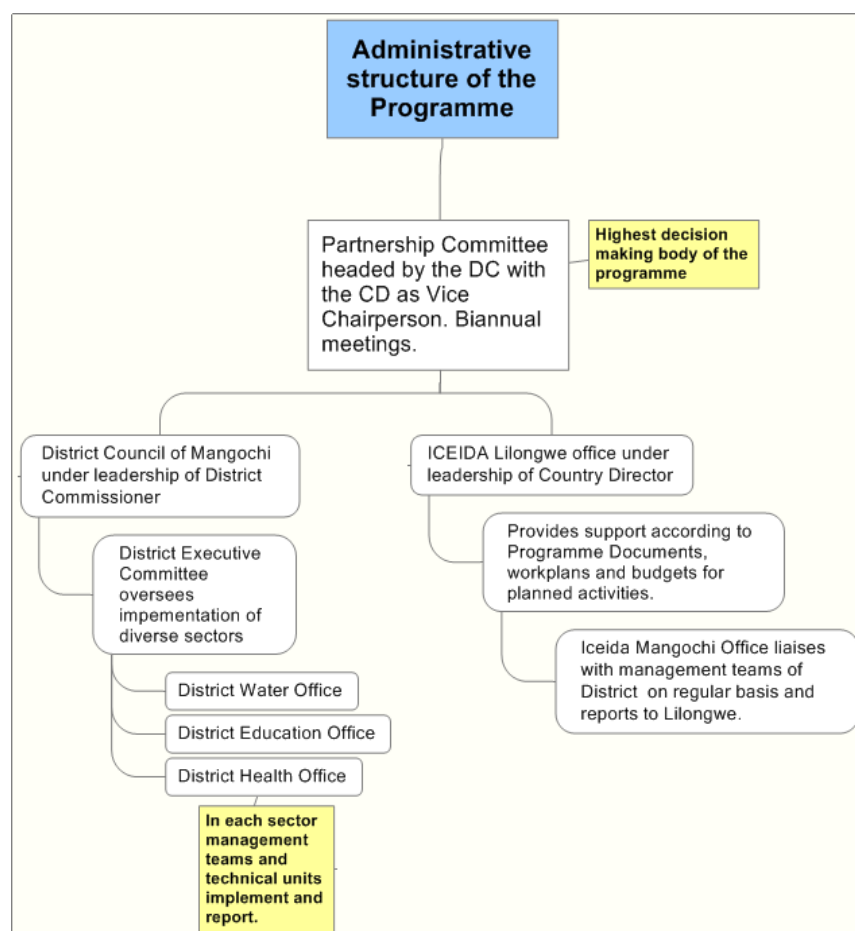 Administrative
structure of the
Programme
Partnership Committee
headed by the DC with
the CD as Vice
Chairperson. Biannual
meetings.
Highest decision
making body of the
programme
District Council of Mangochi
under leadership of District
Commissioner
ICEIDA Lilongwe office under
leadership of Country Director
District Executive
Committee
oversees
impementation of
diverse sectors
Provides support according to
Programme Documents,
workplans and budgets for
planned activities.
Iceida Mangochi Office liaises
with management teams of
District on regular basis and
reports to Lilongwe.
District Water Office
District Education Office
District Health Office
In each sector
management
teams and
technical units
implement and
report.